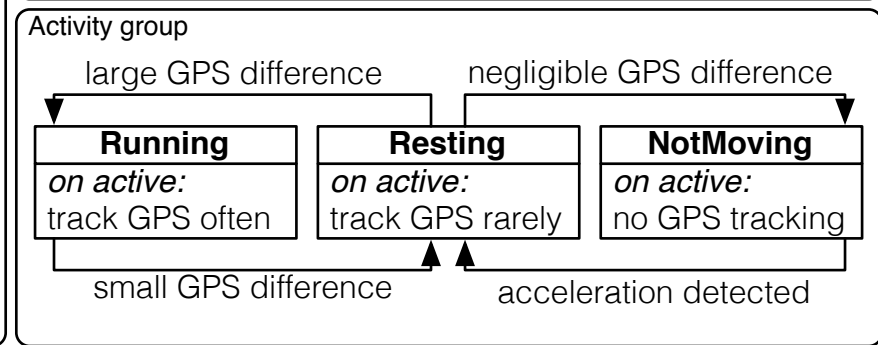 Activity group
large GPS difference
negligible GPS difference
Running
on active:
track GPS often
Resting
on active:
track GPS rarely
NotMoving
on active:
no GPS tracking
small GPS difference
acceleration detected